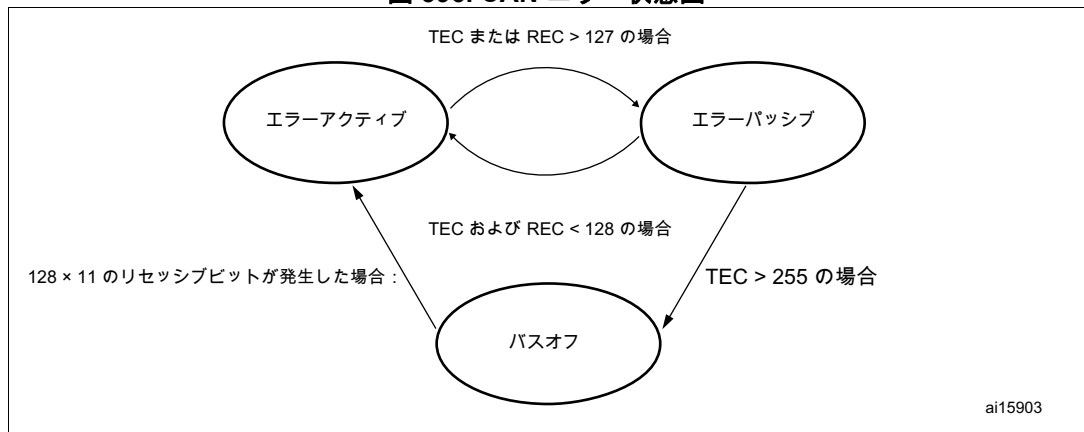 TEC または REC > 127 の場合
エラーアクティブ
エラーパッシブ
TEC および REC < 128 の場合
128 × 11 のリセッシブビットが発生した場合 :
TEC > 255 の場合
バスオフ
ai15903